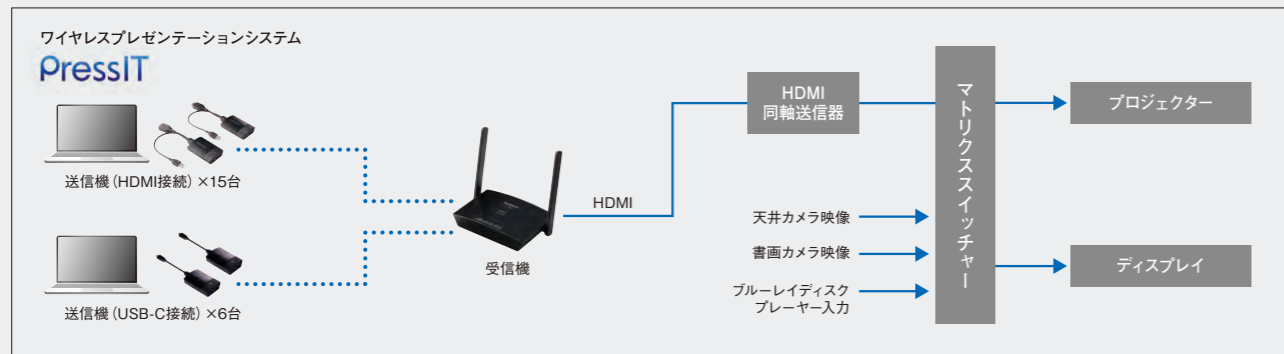 ワイヤレスプレゼンテーションシステム
PressIT
送信機（HDMI接続）×15台
送信機（USB-C接続）×6台
受信機
HDMI
HDMI
同軸送信器
天井カメラ映像
書画カメラ映像
ブルーレイディスク
プレーヤー入力
マトリクススイッチャー
プロジェクター
ディスプレイ